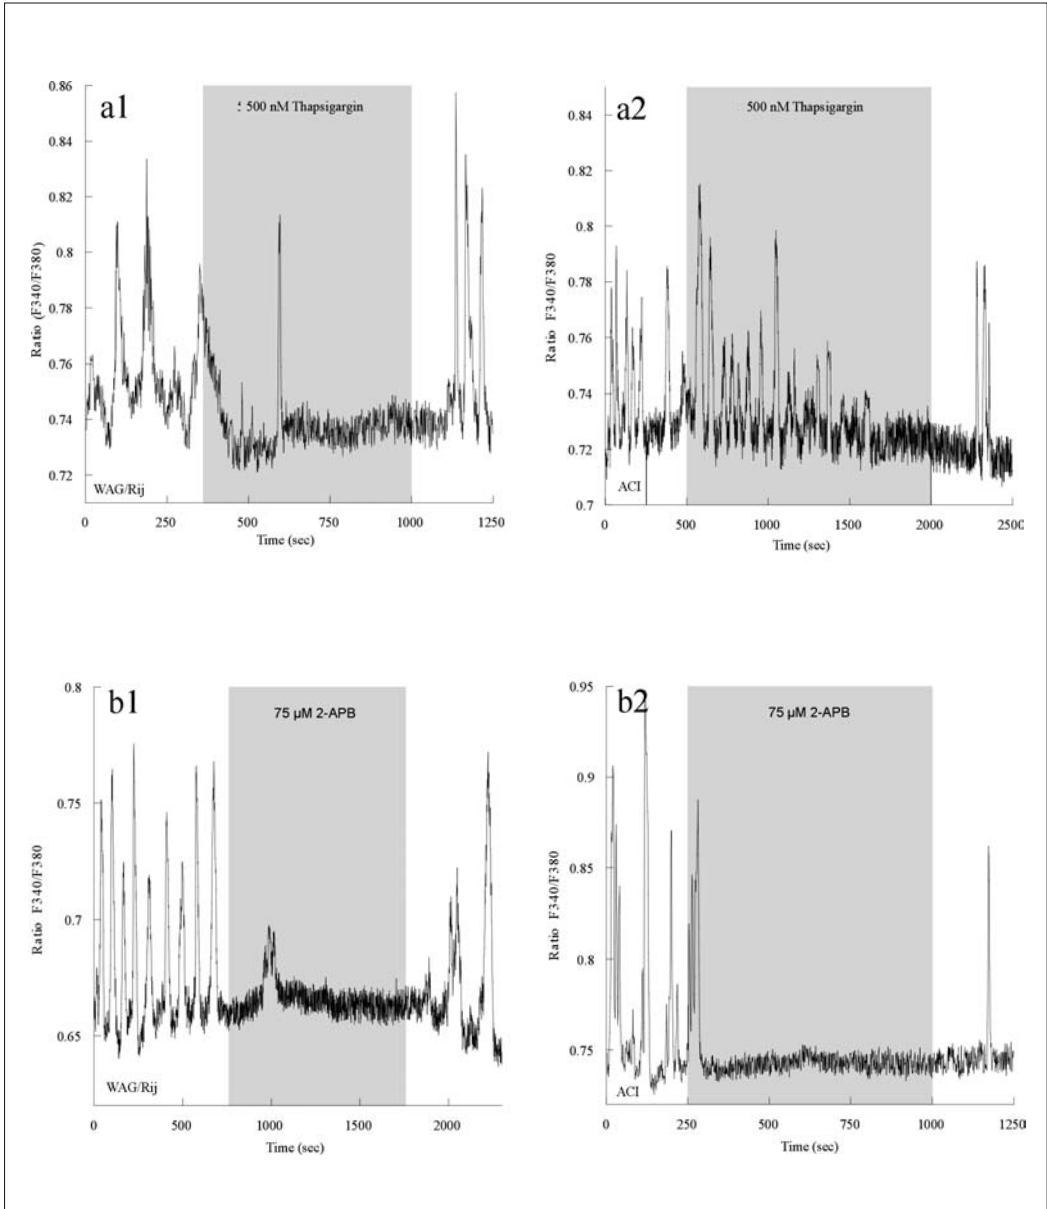 a1
: 500 nM Thapsigargin
0.86
0.84
0.82
0.8
0.78
0.76
0.74
0.72
Ratio (F340/F380)
WAG/Rij
0 250 500 750 1000 1250
Time (sec)
a2
500 nM Thapsigargin
0.84
0.82
0.8
0.78
0.76
0.74
0.72
0.7
Ratio F340/F380
ACI
0 500 1000 1500 2000 2500
Time (sec)
b1
75 µM 2-APB
0.8
0.75
0.7
0.65
Ratio F340/F380
WAG/Rij
0 500 1000 1500 2000
Time (sec)
b2
75 µM 2-APB
0.95
0.9
0.85
0.8
0.75
Ratio F340/F380
ACI
0 250 500 750 1000 1250
Time (sec)